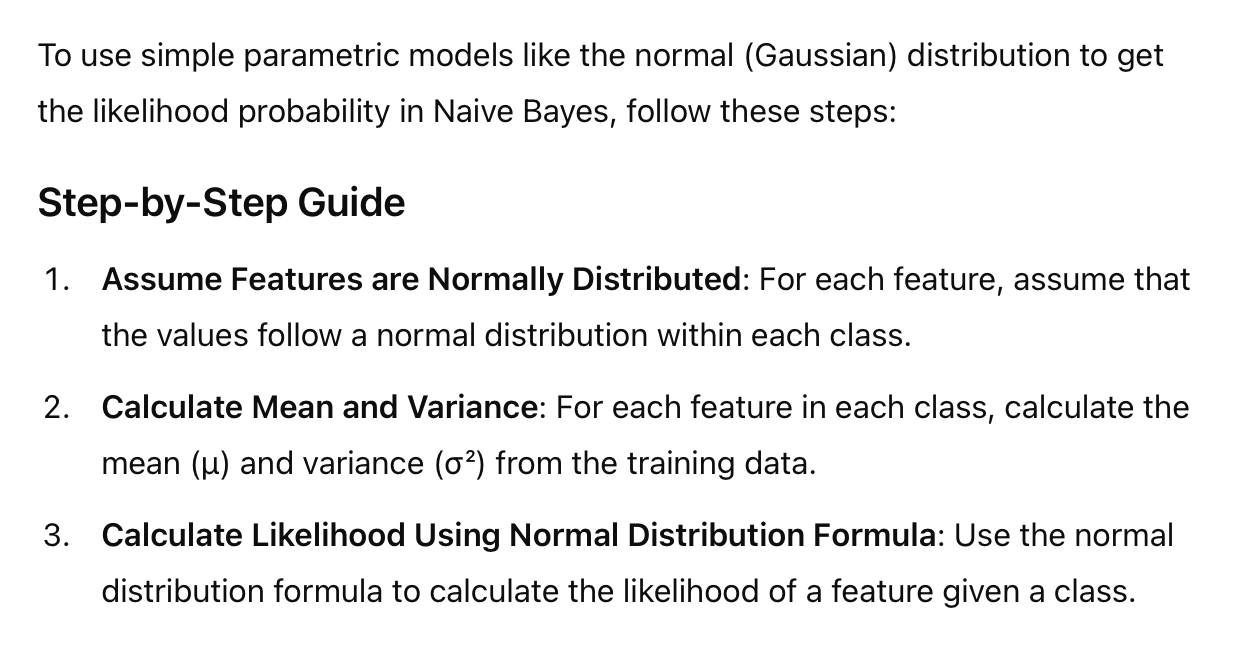 To use simple parametric models like the normal (Gaussian) distribution to get
the likelihood probability in Naive Bayes, follow these steps:
Step-by-Step Guide
1. Assume Features are Normally Distributed: For each feature, assume that
the values follow a normal distribution within each class.
2. Calculate Mean and Variance: For each feature in each class, calculate the
mean (μ) and variance (σ²) from the training data.
3. Calculate Likelihood Using Normal Distribution Formula: Use the normal
distribution formula to calculate the likelihood of a feature given a class.